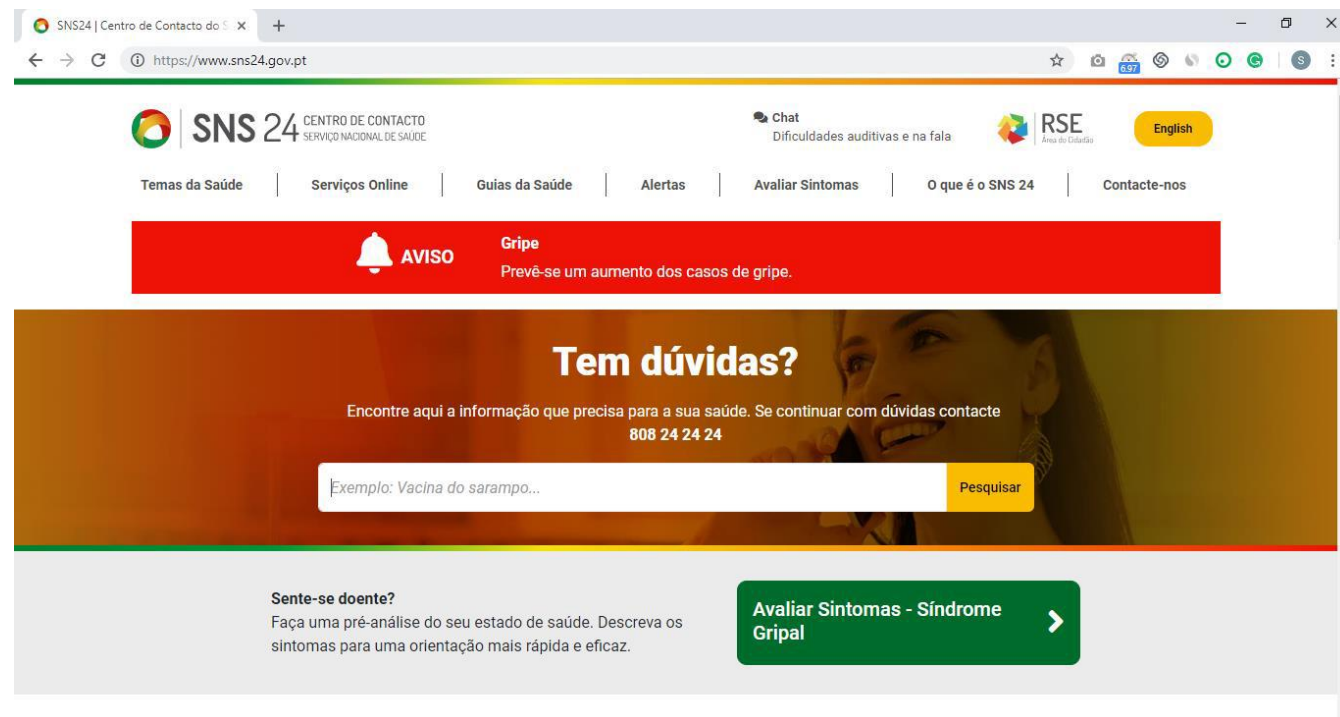 SNS24 | Centro de Contacto do S
https://www.sns24.gov.pt
6.97
S
SNS 24 CENTRO DE CONTACTO
SERVIÇO NACIONAL DE SAÚDE
Chat
Dificuldades auditivas e na fala
RSE
Área do Cidadão
English
Temas da Saúde
Serviços Online
Guias da Saúde
Alertas
Avaliar Sintomas
O que é o SNS 24
Contacte-nos
AVISO
Gripe
Prevê-se um aumento dos casos de gripe.
Tem dúvidas?
Encontre aqui a informação que precisa para a sua saúde. Se continuar com dúvidas contacte
808 24 24 24
Exemplo: Vacina do sarampo...
Pesquisar
Sente-se doente?
Faça uma pré-análise do seu estado de saúde. Descreva os
sintomas para uma orientação mais rápida e eficaz.
Avaliar Sintomas - Síndrome
Gripal